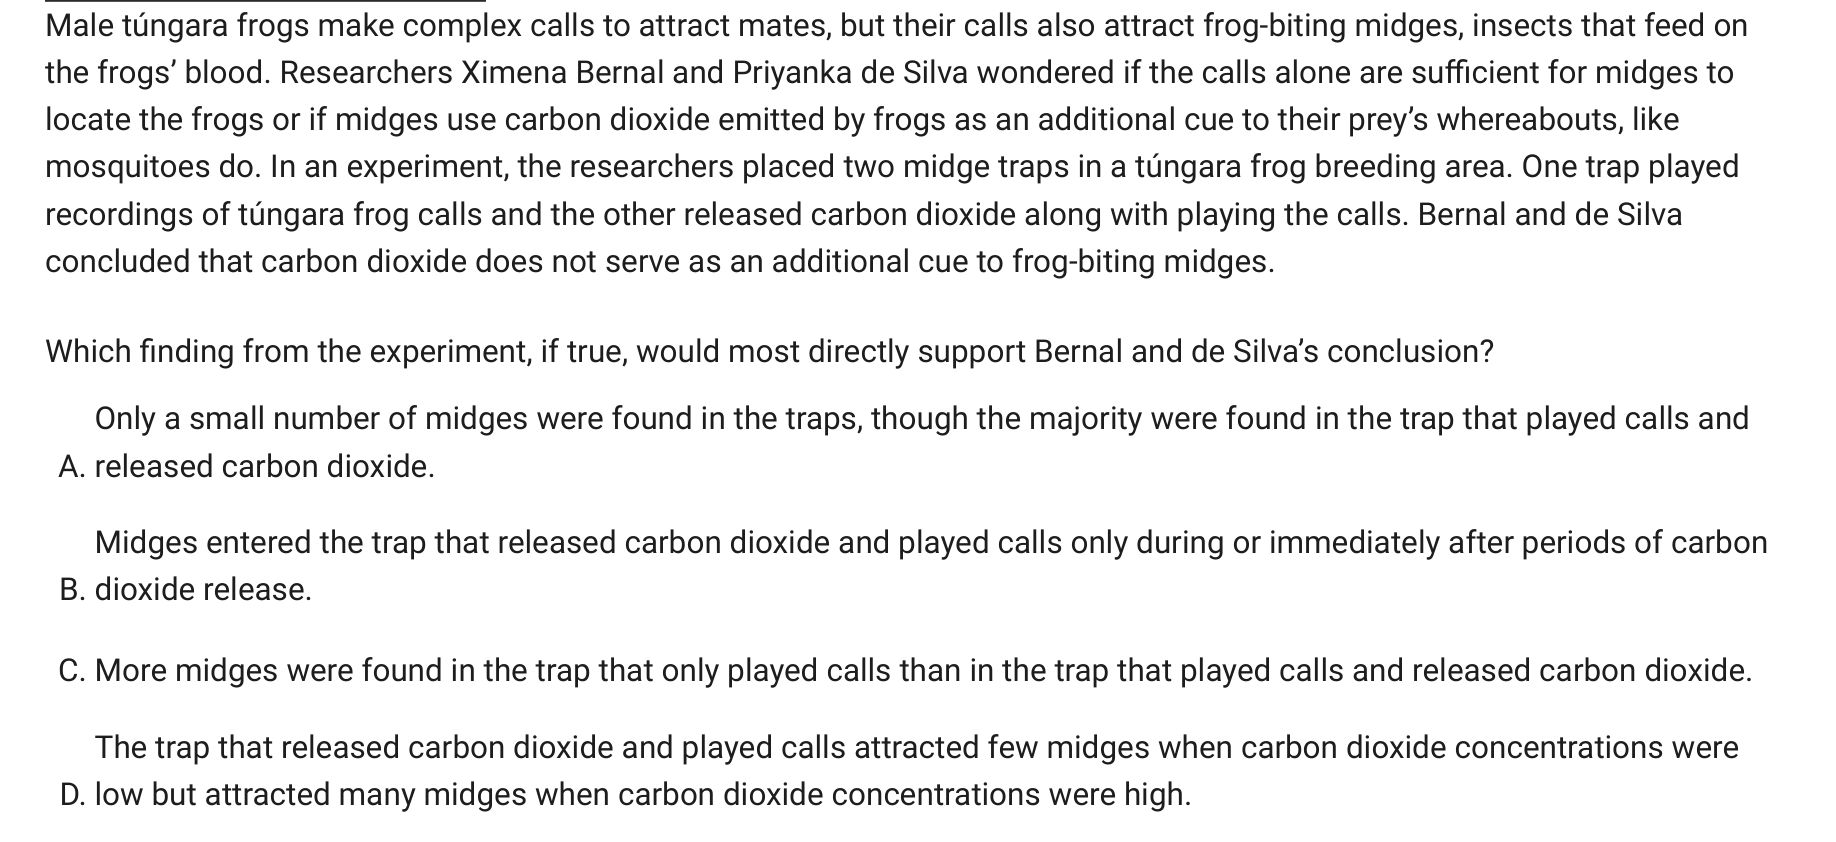 Male túngara frogs make complex calls to attract mates, but their calls also attract frog-biting midges, insects that feed on
the frogs’ blood. Researchers Ximena Bernal and Priyanka de Silva wondered if the calls alone are sufficient for midges to
locate the frogs or if midges use carbon dioxide emitted by frogs as an additional cue to their prey’s whereabouts, like
mosquitoes do. In an experiment, the researchers placed two midge traps in a túngara frog breeding area. One trap played
recordings of túngara frog calls and the other released carbon dioxide along with playing the calls. Bernal and de Silva
concluded that carbon dioxide does not serve as an additional cue to frog-biting midges.
Which finding from the experiment, if true, would most directly support Bernal and de Silva’s conclusion?
Only a small number of midges were found in the traps, though the majority were found in the trap that played calls and
A. released carbon dioxide.
Midges entered the trap that released carbon dioxide and played calls only during or immediately after periods of carbon
B. dioxide release.
C. More midges were found in the trap that only played calls than in the trap that played calls and released carbon dioxide.
The trap that released carbon dioxide and played calls attracted few midges when carbon dioxide concentrations were
D. low but attracted many midges when carbon dioxide concentrations were high.